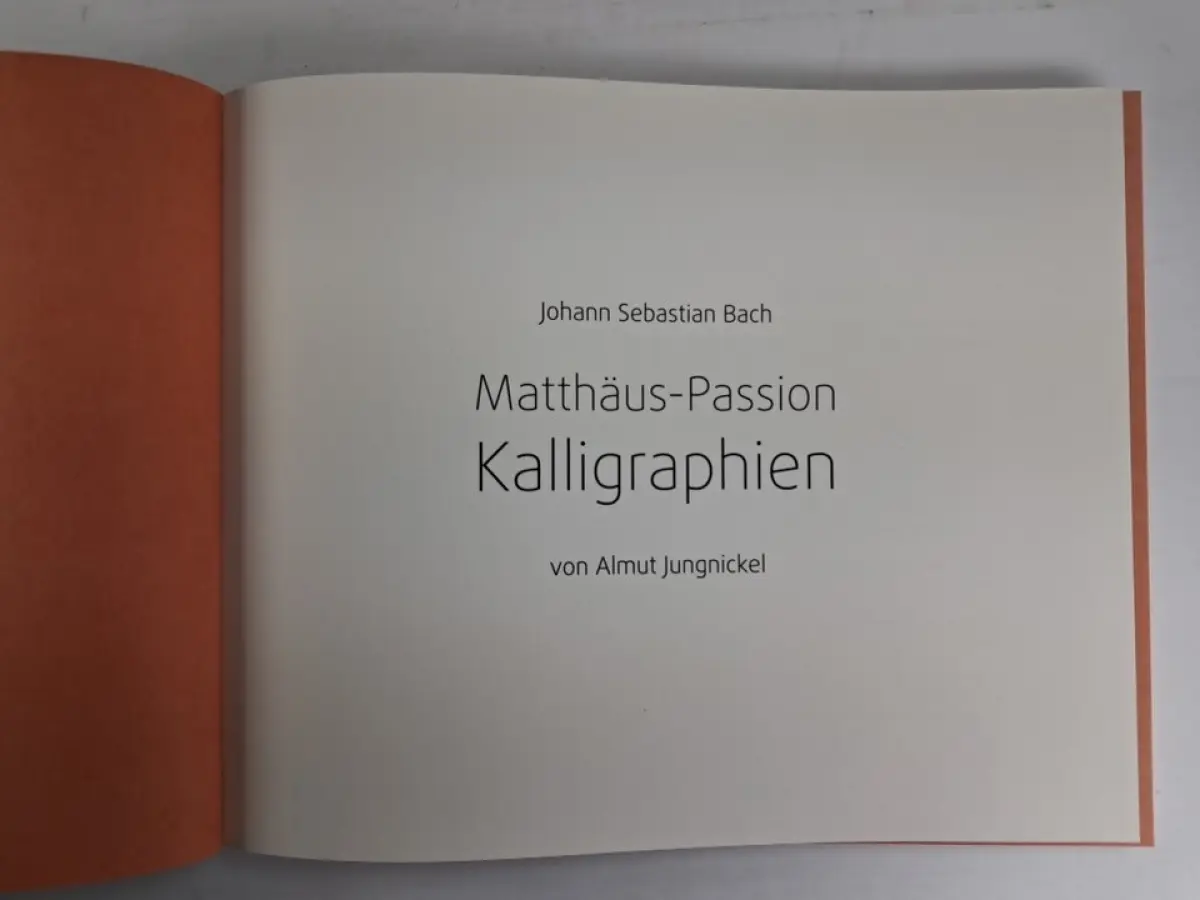 Johann Sebastian Bach
Matthäus-Passion
Kalligraphien
von Almut Jungnickel